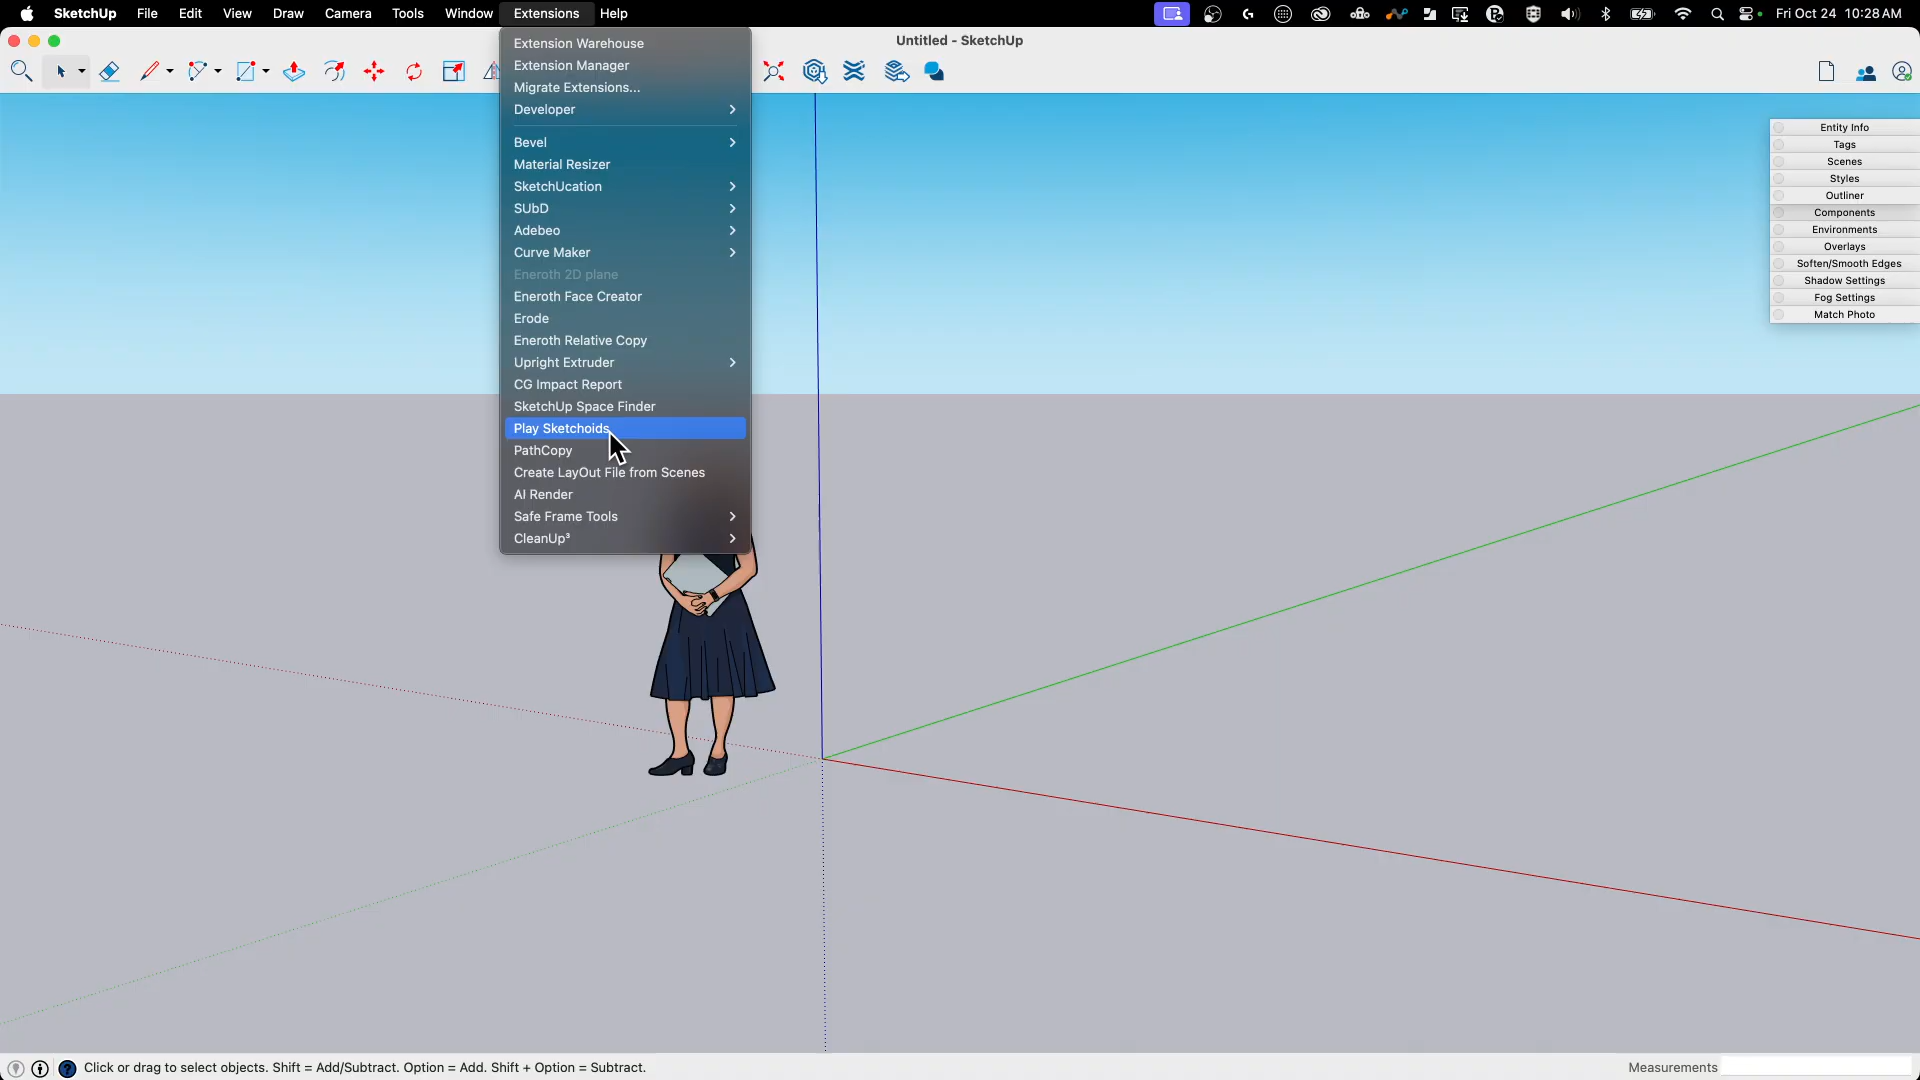 SketchUp File Edit View Draw Camera Tools Window Extensions Help Fri Oct 24 10:28 AM
Untitled - SketchUp
Extension Warehouse
Extension Manager
Migrate Extensions...
Developer
Bevel
Material Resizer
SketchUcation
SUbD
Adebeo
Curve Maker
Eneroth 2D plane
Eneroth Face Creator
Erode
Eneroth Relative Copy
Upright Extruder
CG Impact Report
SketchUp Space Finder
Play Sketchoids
PathCopy
Create LayOut File from Scenes
AI Render
Safe Frame Tools
CleanUp³
Entity Info
Tags
Scenes
Styles
Outliner
Components
Environments
Overlays
Soften/Smooth Edges
Shadow Settings
Fog Settings
Match Photo
Click or drag to select objects. Shift = Add/Subtract. Option = Add. Shift + Option = Subtract.
Measurements